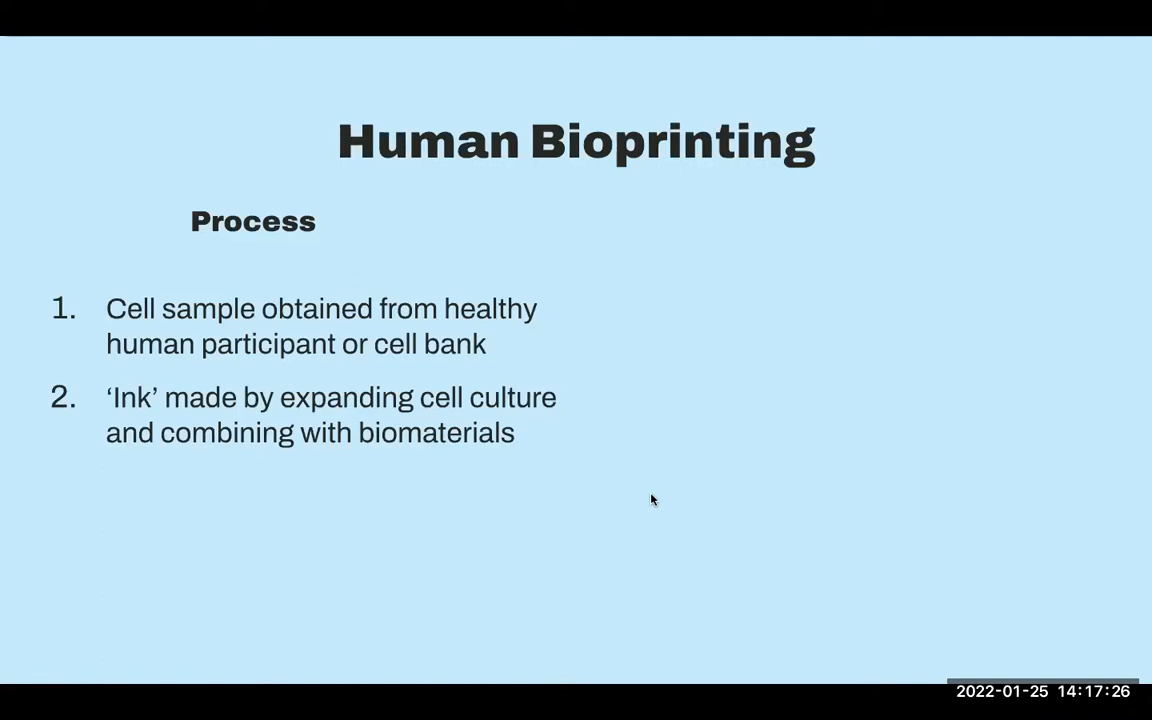 Human Bioprinting
Process
1. Cell sample obtained from healthy
human participant or cell bank
2. ‘Ink’ made by expanding cell culture
and combining with biomaterials
2022-01-25 14:17:26